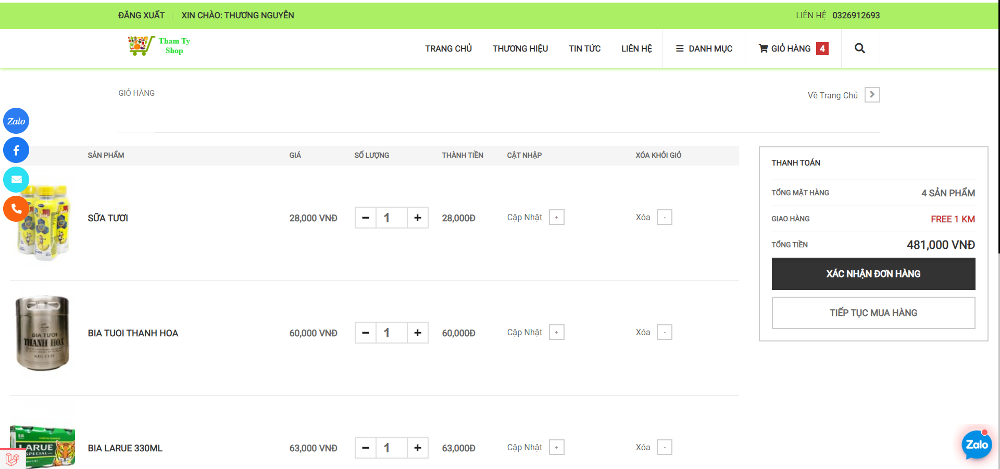 ĐĂNG XUẤT XIN CHÀO: THƯƠNG NGUYỄN LIÊN HỆ 0326912693
Tham Ty
Shop
TRANG CHỦ THƯƠNG HIỆU TIN TỨC LIÊN HỆ DANH MỤC GIỎ HÀNG 4
GIỎ HÀNG Về Trang Chủ
Zalo
SẢN PHẨM GIÁ SỐ LƯỢNG THÀNH TIỀN CẬT NHẬP XÓA KHỎI GIỎ
SỮA TƯƠI 28,000 VNĐ − 1 + 28,000Đ Cập Nhật + Xóa -
BIA TƯƠI
THANH HOA
KEG 2 LÍT
BIA TUOI THANH HOA 60,000 VNĐ − 1 + 60,000Đ Cập Nhật + Xóa -
BIA
LARUE
SPECIAL
BIA LARUE 330ML 63,000 VNĐ − 1 + 63,000Đ Cập Nhật + Xóa -
THANH TOÁN
TỔNG MẶT HÀNG 4 SẢN PHẨM
GIAO HÀNG FREE 1 KM
TỔNG TIỀN 481,000 VNĐ
XÁC NHẬN ĐƠN HÀNG
TIẾP TỤC MUA HÀNG
Zalo